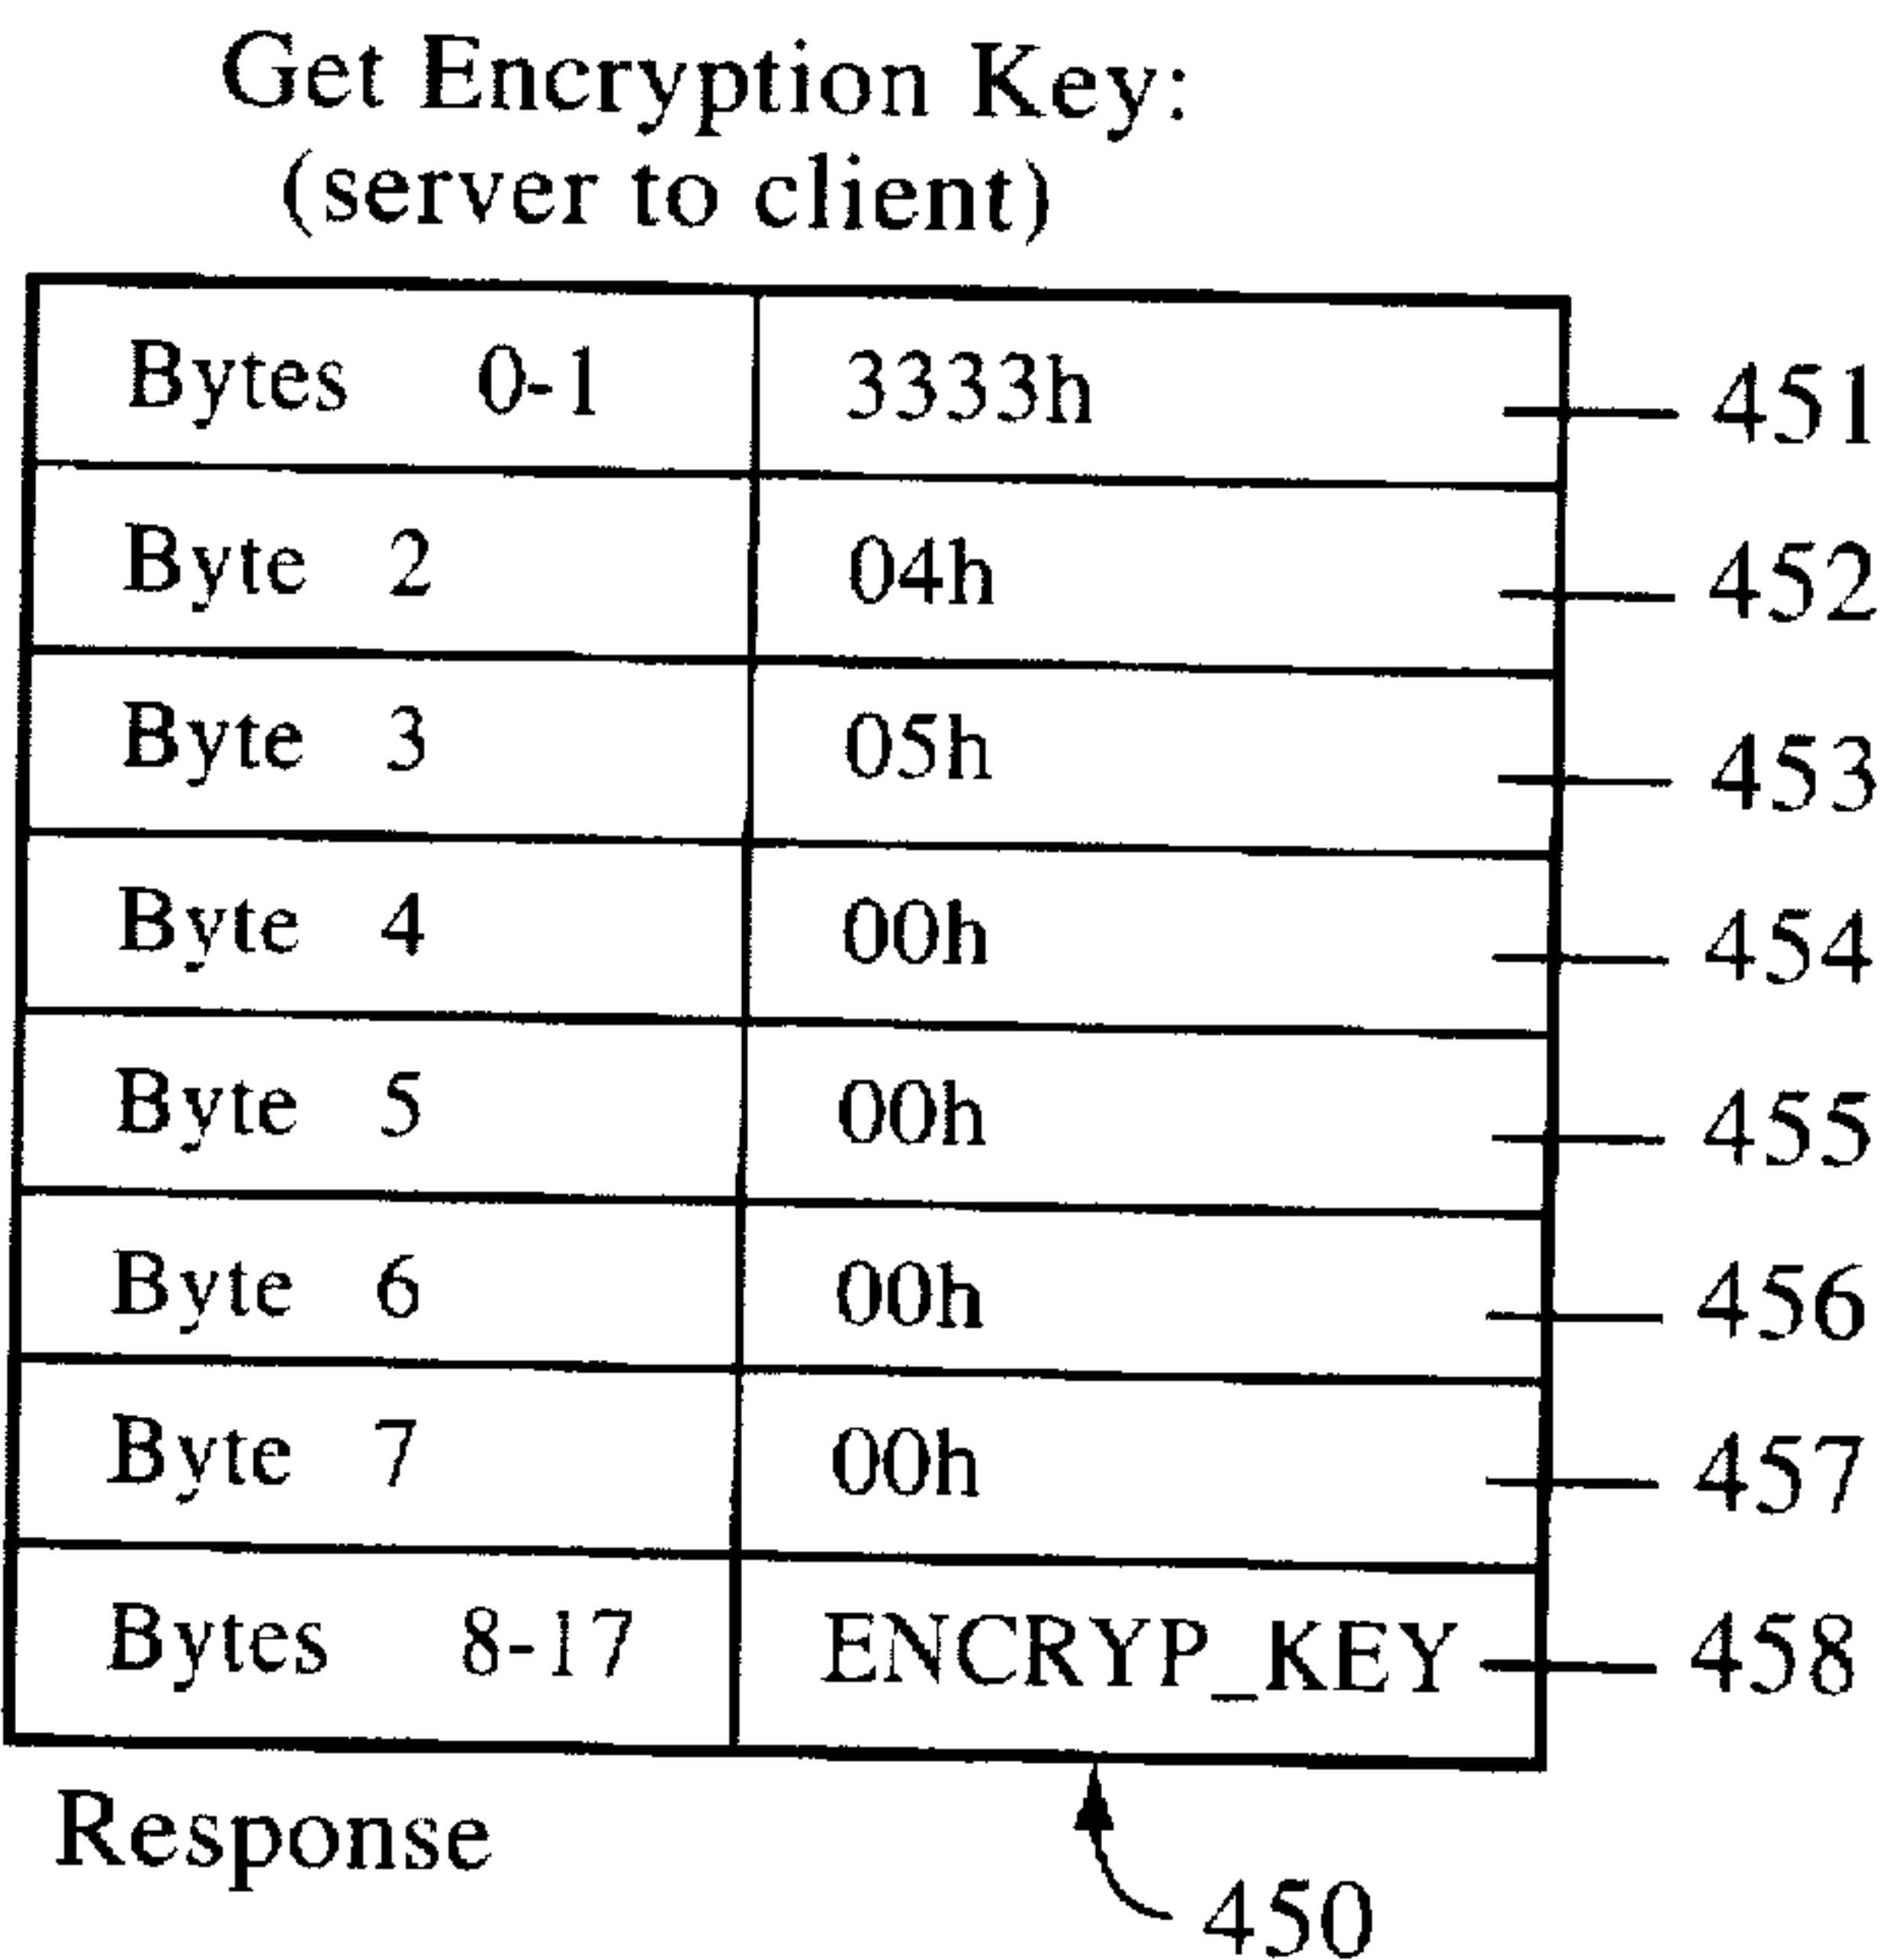 Get Encryption Key:
(server to client)
Bytes 0-1 3333h 451
Byte 2 04h 452
Byte 3 05h 453
Byte 4 00h 454
Byte 5 00h 455
Byte 6 00h 456
Byte 7 00h 457
Bytes 8-17 ENCRYP_KEY 458
Response
450